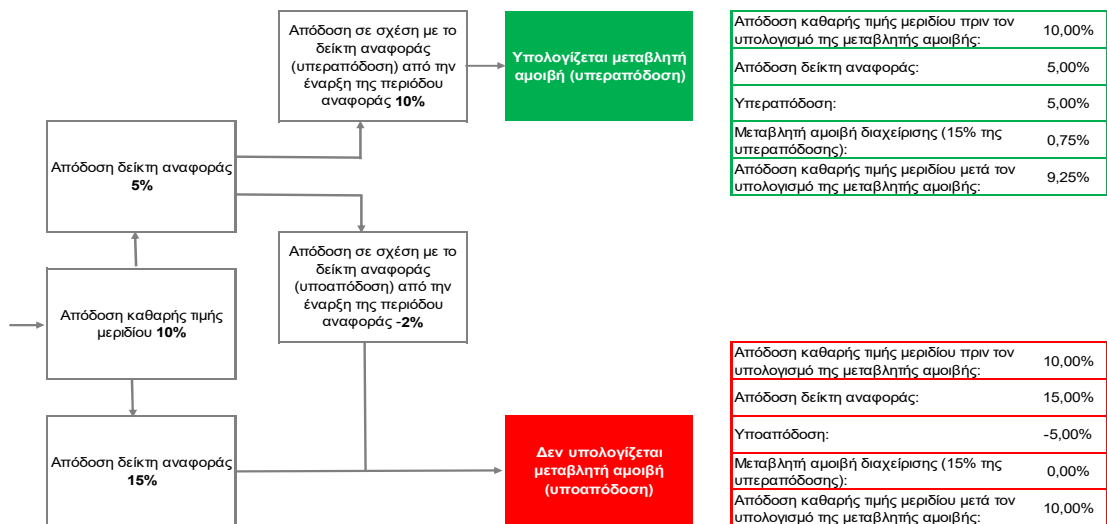 Απόδοση σε σχέση με το
δείκτη αναφοράς
(υπεραπόδοση) από την
έναρξη της περιόδου
αναφοράς 10%
Υπολογίζεται μεταβλητή
αμοιβή (υπεραπόδοση)
Απόδοση καθαρής τιμής μεριδίου πριν τον
υπολογισμό της μεταβλητής αμοιβής:
10,00%
Απόδοση δείκτη αναφοράς:
5,00%
Υπεραπόδοση:
5,00%
Μεταβλητή αμοιβή διαχείρισης (15% της
υπεραπόδοσης):
0,75%
Απόδοση καθαρής τιμής μεριδίου μετά τον
υπολογισμό της μεταβλητής αμοιβής:
9,25%
Απόδοση δείκτη αναφοράς
5%
Απόδοση σε σχέση με το
δείκτη αναφοράς
(υποαπόδοση) από την
έναρξη της περιόδου
αναφοράς -2%
Απόδοση καθαρής τιμής
μεριδίου 10%
Απόδοση δείκτη αναφοράς
15%
Δεν υπολογίζεται
μεταβλητή αμοιβή
(υποαπόδοση)
Απόδοση καθαρής τιμής μεριδίου πριν τον
υπολογισμό της μεταβλητής αμοιβής:
10,00%
Απόδοση δείκτη αναφοράς:
15,00%
Υποαπόδοση:
-5,00%
Μεταβλητή αμοιβή διαχείρισης (15% της
υπεραπόδοσης):
0,00%
Απόδοση καθαρής τιμής μεριδίου μετά τον
υπολογισμό της μεταβλητής αμοιβής:
10,00%